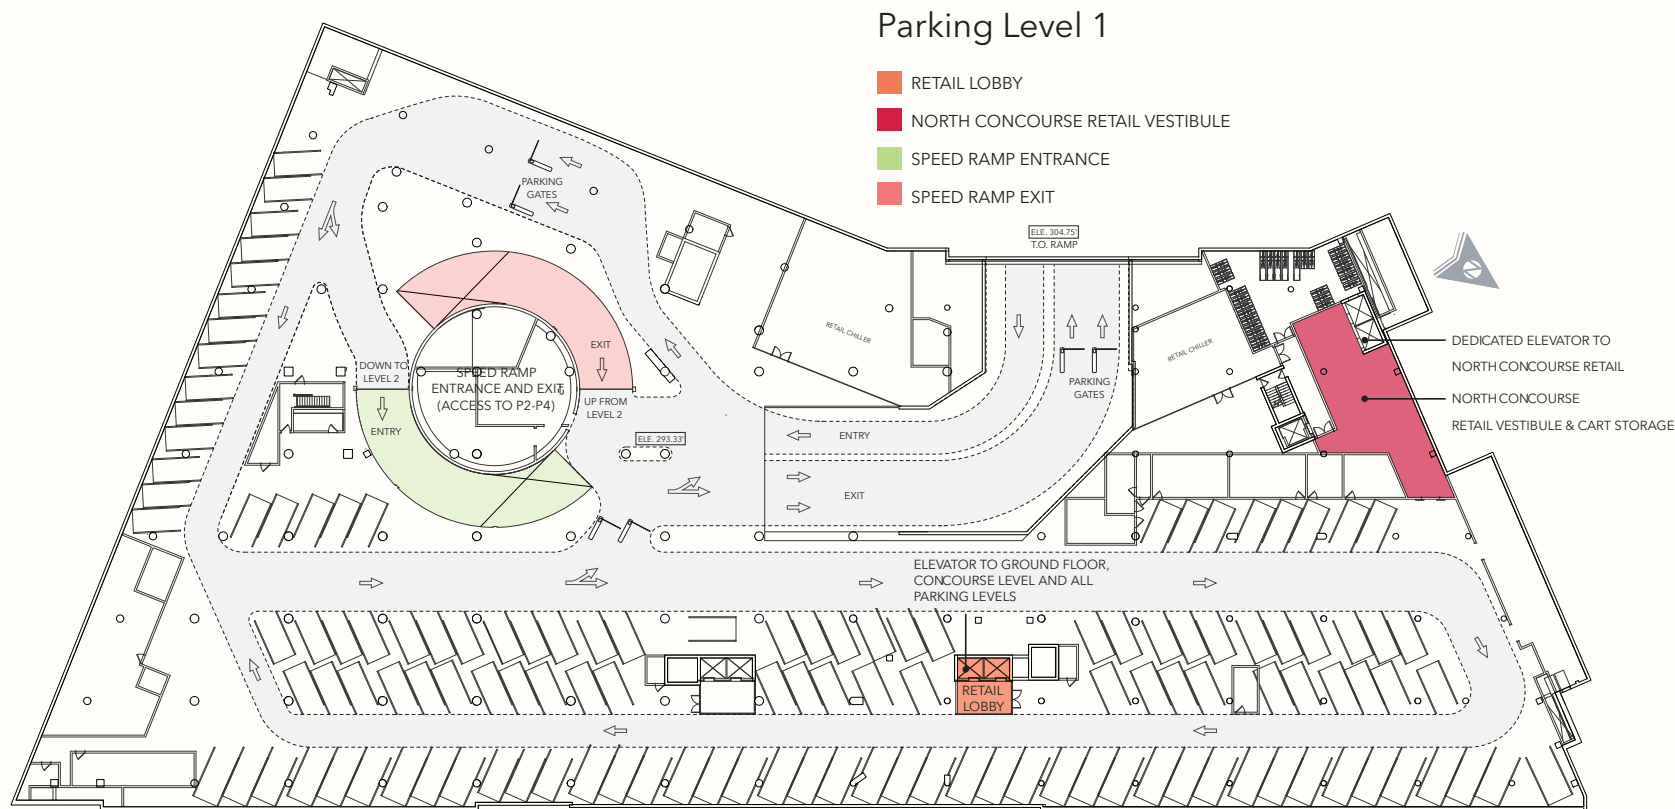 Parking Level 1
RETAIL LOBBY
NORTH CONCOURSE RETAIL VESTIBULE
SPEED RAMP ENTRANCE
SPEED RAMP EXIT
PARKING
GATES
ELE. 304.75'
T.O. RAMP
RETAIL CHILLER
RETAIL CHILLER
DEDICATED ELEVATOR TO
NORTH CONCOURSE RETAIL
NORTH CONCOURSE
RETAIL VESTIBULE & CART STORAGE
EXIT
DOWN TO
LEVEL 2
SPEED RAMP
ENTRANCE AND EXIT
(ACCESS TO P2-P4)
UP FROM
LEVEL 2
PARKING
GATES
ENTRY
ELE. 293.33'
ENTRY
EXIT
ELEVATOR TO GROUND FLOOR,
CONCOURSE LEVEL AND ALL
PARKING LEVELS
RETAIL
LOBBY